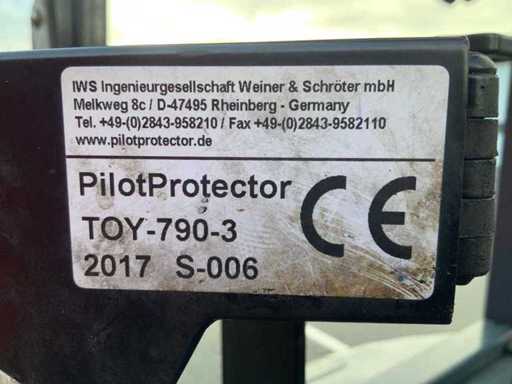 IWS Ingenieurgesellschaft Weiner & Schröter mbH
Melkweg 8c / D-47495 Rheinberg - Germany
Tel. +49-(0)2843-958210 / Fax +49-(0)2843-9582110
www.pilotprotector.de
PilotProtector
TOY-790-3
2017 S-006
CE